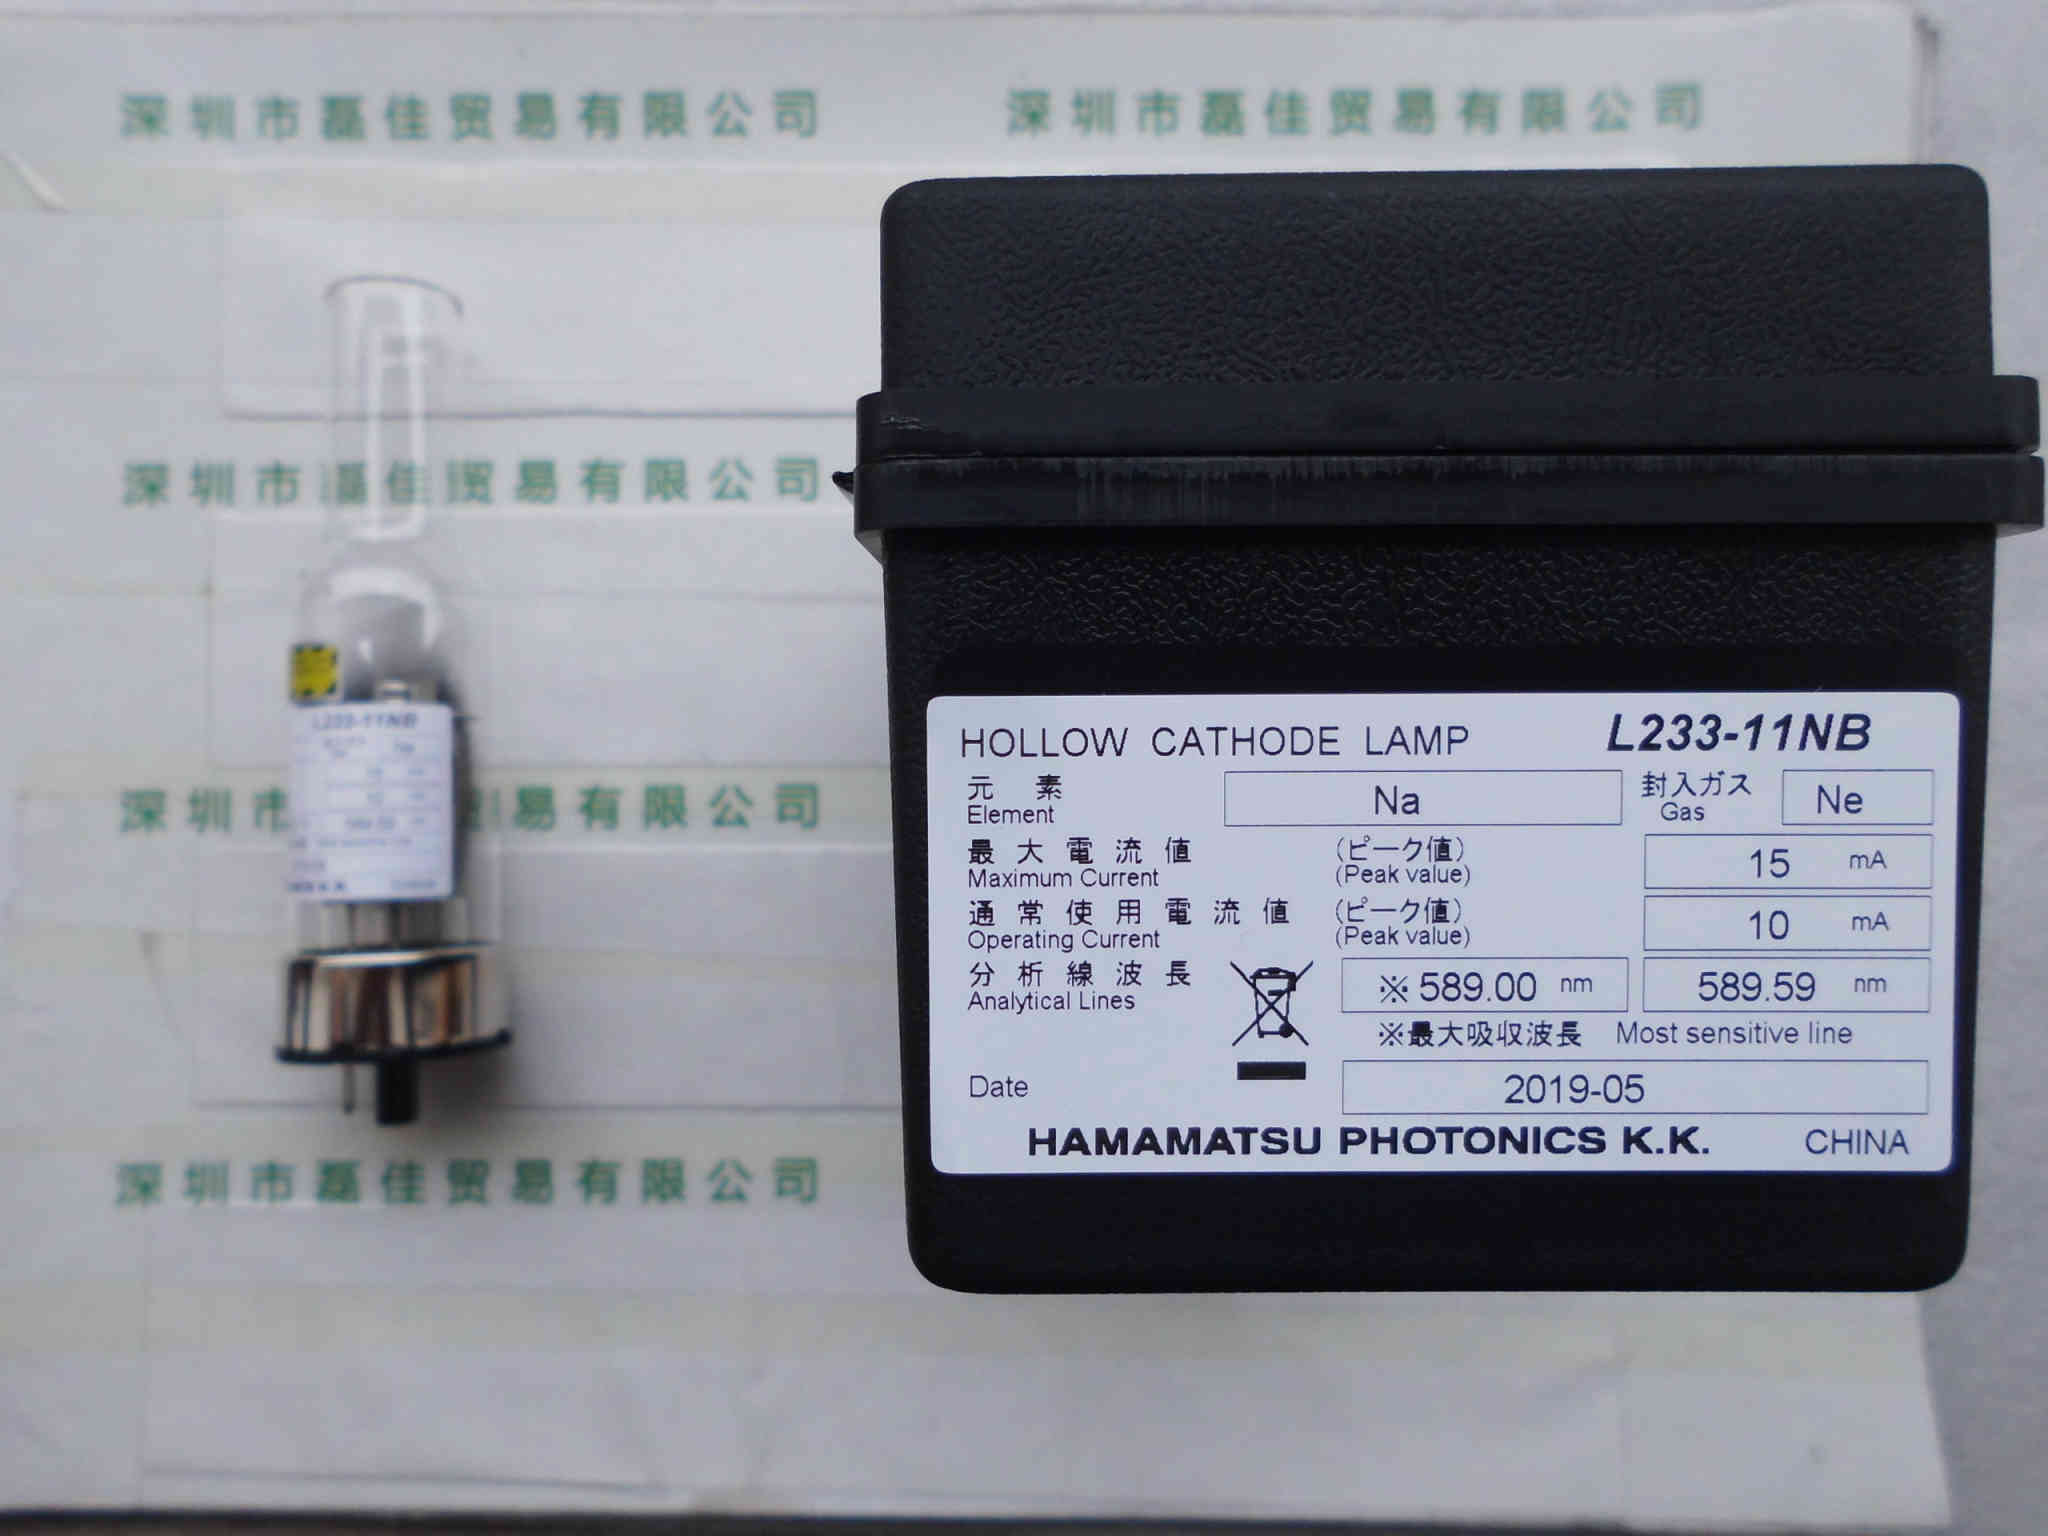 深圳市磊佳贸易有限公司 深圳市磊佳贸易有限公司
深圳市磊佳贸易有限公司
深圳市 易有限公司
深圳市磊佳贸易有限公司
L233-11NB
HOLLOW CATHODE LAMP L233-11NB
元素 Na 封入ガス Ne
Element Gas
最大電流値 (ピーク値) 15 mA
Maximum Current (Peak value)
通常使用電流値 (ピーク値) 10 mA
Operating Current (Peak value)
分析線波長 ※589.00 nm 589.59 nm
Analytical Lines
※最大吸収波長 Most sensitive line
Date 2019-05
HAMAMATSU PHOTONICS K.K. CHINA